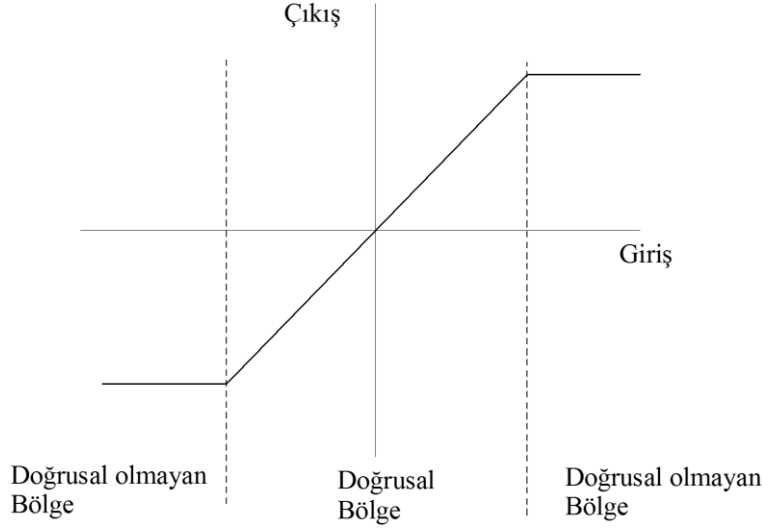 Çıkış
Giriş
Doğrusal olmayan
Bölge
Doğrusal
Bölge
Doğrusal olmayan
Bölge